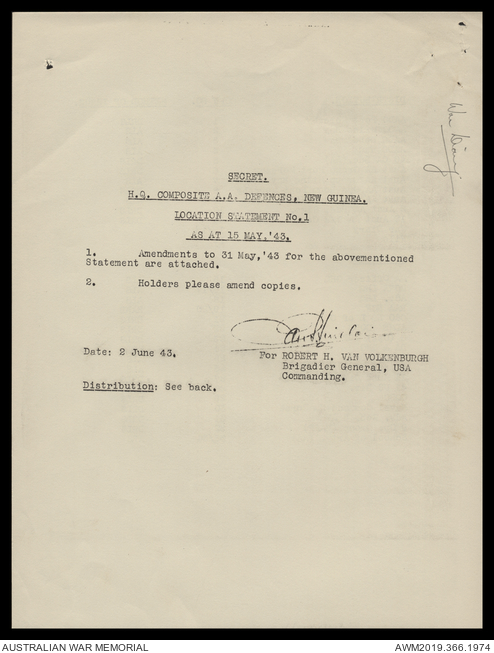 War Diary
SECRET.
H.Q. COMPOSITE A.A. DEFENCES, NEW GUINEA.
LOCATION STATEMENT No.1
AS AT 15 MAY.'43.
1. Amendments to 31 May,'43 for the abovementioned
Statement are attached.
2. Holders please amend copies.
Date: 2 June 43.
For ROBERT H. VAN VOLKENBURGH
Brigadier General, USA
Commanding.
Distribution: See back.
AUSTRALIAN WAR MEMORIAL
AWM2019.366.1974